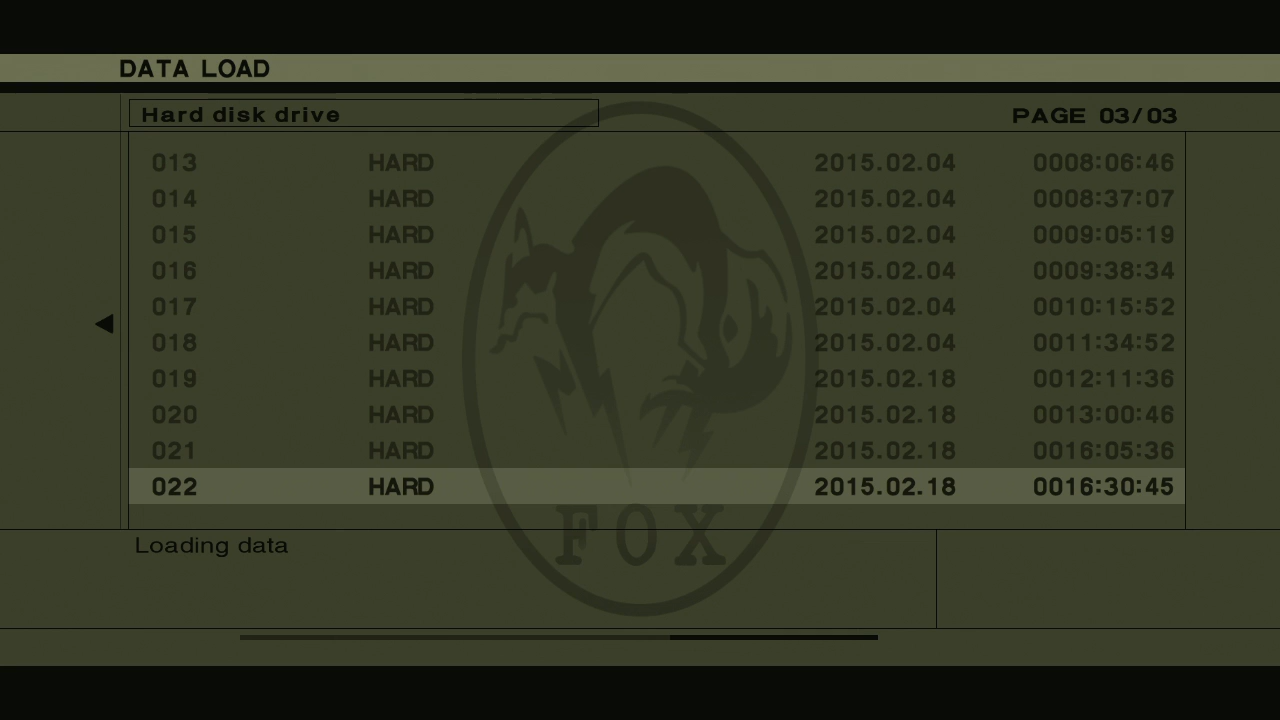 DATA LOAD
Hard disk drive PAGE 03/03
013 HARD 2015.02.04 0008:06:46
014 HARD 2015.02.04 0008:37:07
015 HARD 2015.02.04 0009:05:19
016 HARD 2015.02.04 0009:38:34
017 HARD 2015.02.04 0010:15:52
018 HARD 2015.02.04 0011:34:52
019 HARD 2015.02.18 0012:11:36
020 HARD 2015.02.18 0013:00:46
021 HARD 2015.02.18 0016:05:36
022 HARD 2015.02.18 0016:30:45
FOX
Loading data